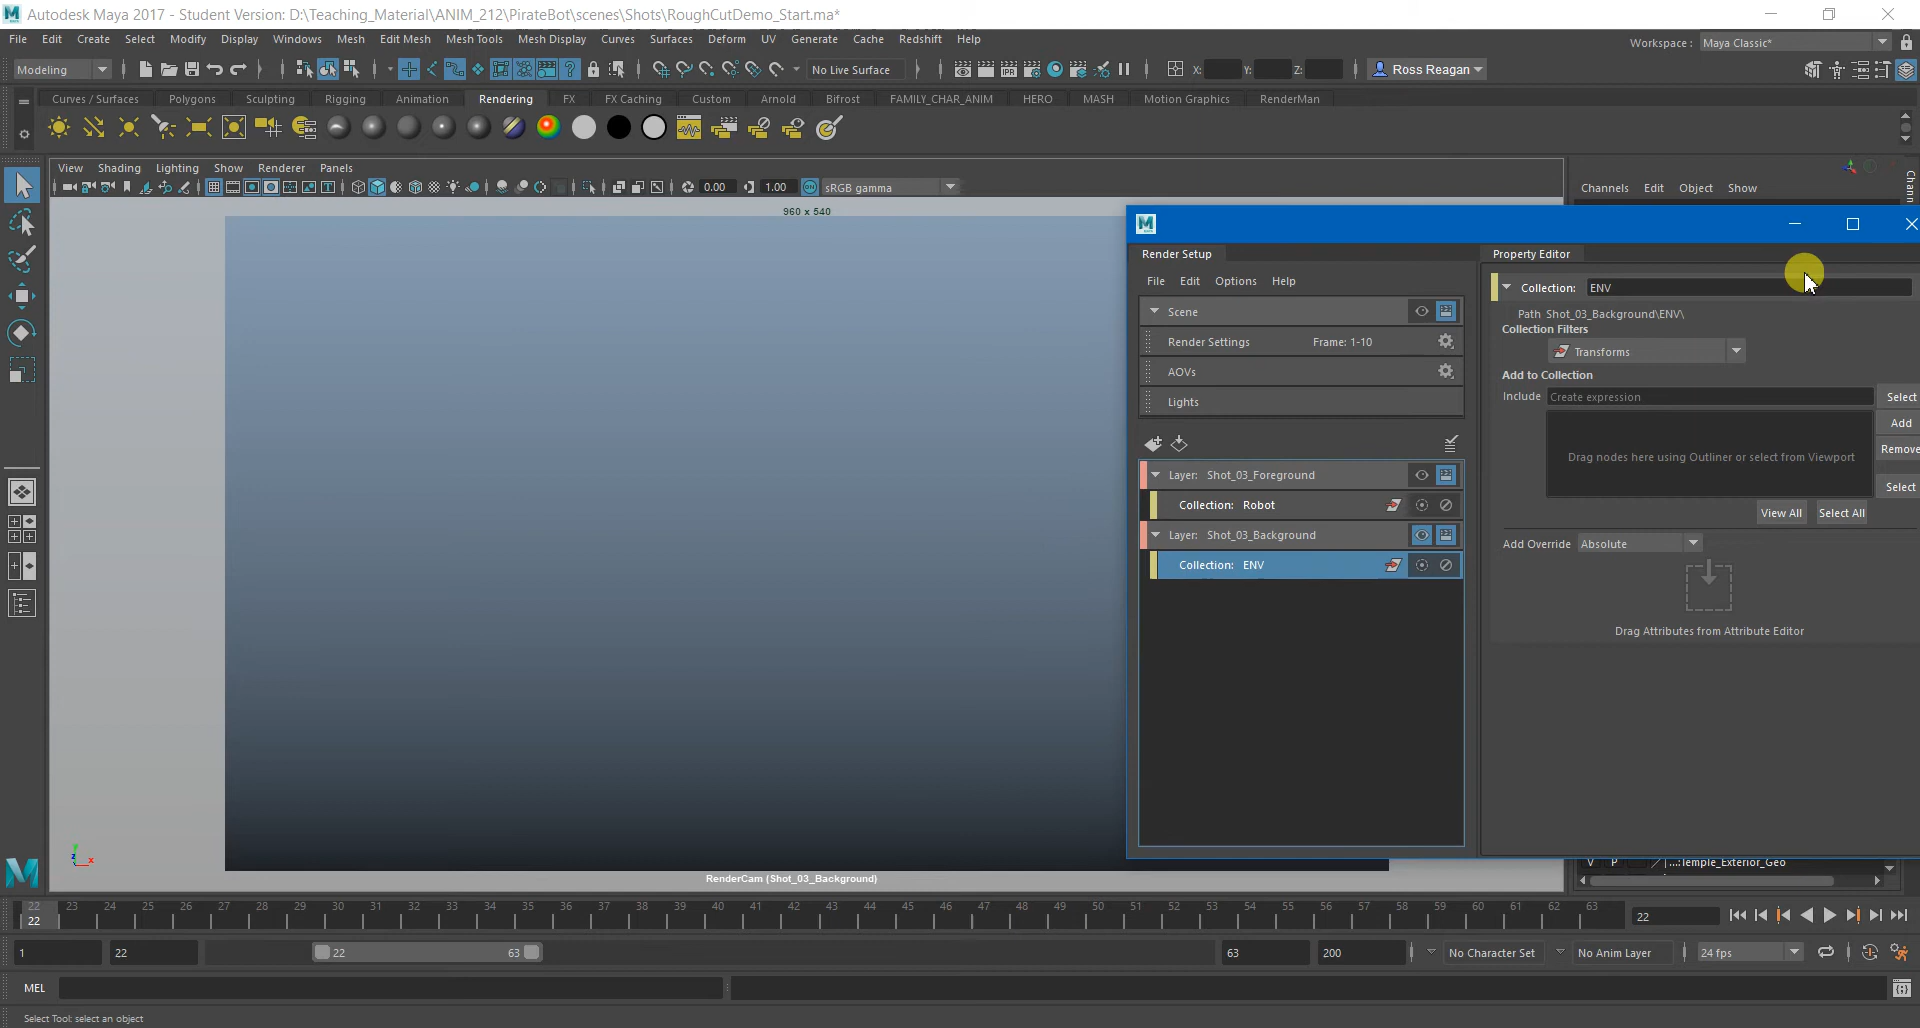 Autodesk Maya 2017 - Student Version: D:\Teaching_Material\ANIM_212\PirateBot\scenes\Shots\RoughCutDemo_Start.ma*
File Edit Create Select Modify Display Windows Mesh Edit Mesh Mesh Tools Mesh Display Curves Surfaces Deform UV Generate Cache Redshift Help
Workspace : Maya Classic*
Modeling No Live Surface X: Y: Z: Ross Reagan
Curves / Surfaces Polygons Sculpting Rigging Animation Rendering FX FX Caching Custom Arnold Bifrost FAMILY_CHAR_ANIM HERO MASH Motion Graphics RenderMan
View Shading Lighting Show Renderer Panels
0.00 1.00 ON sRGB gamma
Channels Edit Object Show
Chann
960 x 540
Render Setup
File Edit Options Help
Scene
Render Settings Frame: 1-10
AOVs
Lights
Layer: Shot_03_Foreground
Collection: Robot
Layer: Shot_03_Background
Collection: ENV
Property Editor
Collection: ENV
Path Shot_03_Background\ENV\
Collection Filters
Transforms
Add to Collection
Include Create expression Select
Add
Drag nodes here using Outliner or select from Viewport
Remove
Select
View All Select All
Add Override Absolute
Drag Attributes from Attribute Editor
V P ...:Temple_Exterior_Geo
RenderCam (Shot_03_Background)
22 23 24 25 26 27 28 29 30 31 32 33 34 35 36 37 38 39 40 41 42 43 44 45 46 47 48 49 50 51 52 53 54 55 56 57 58 59 60 61 62 63
22 22
1 22 22 63 63 200 No Character Set No Anim Layer 24 fps
MEL
Select Tool: select an object